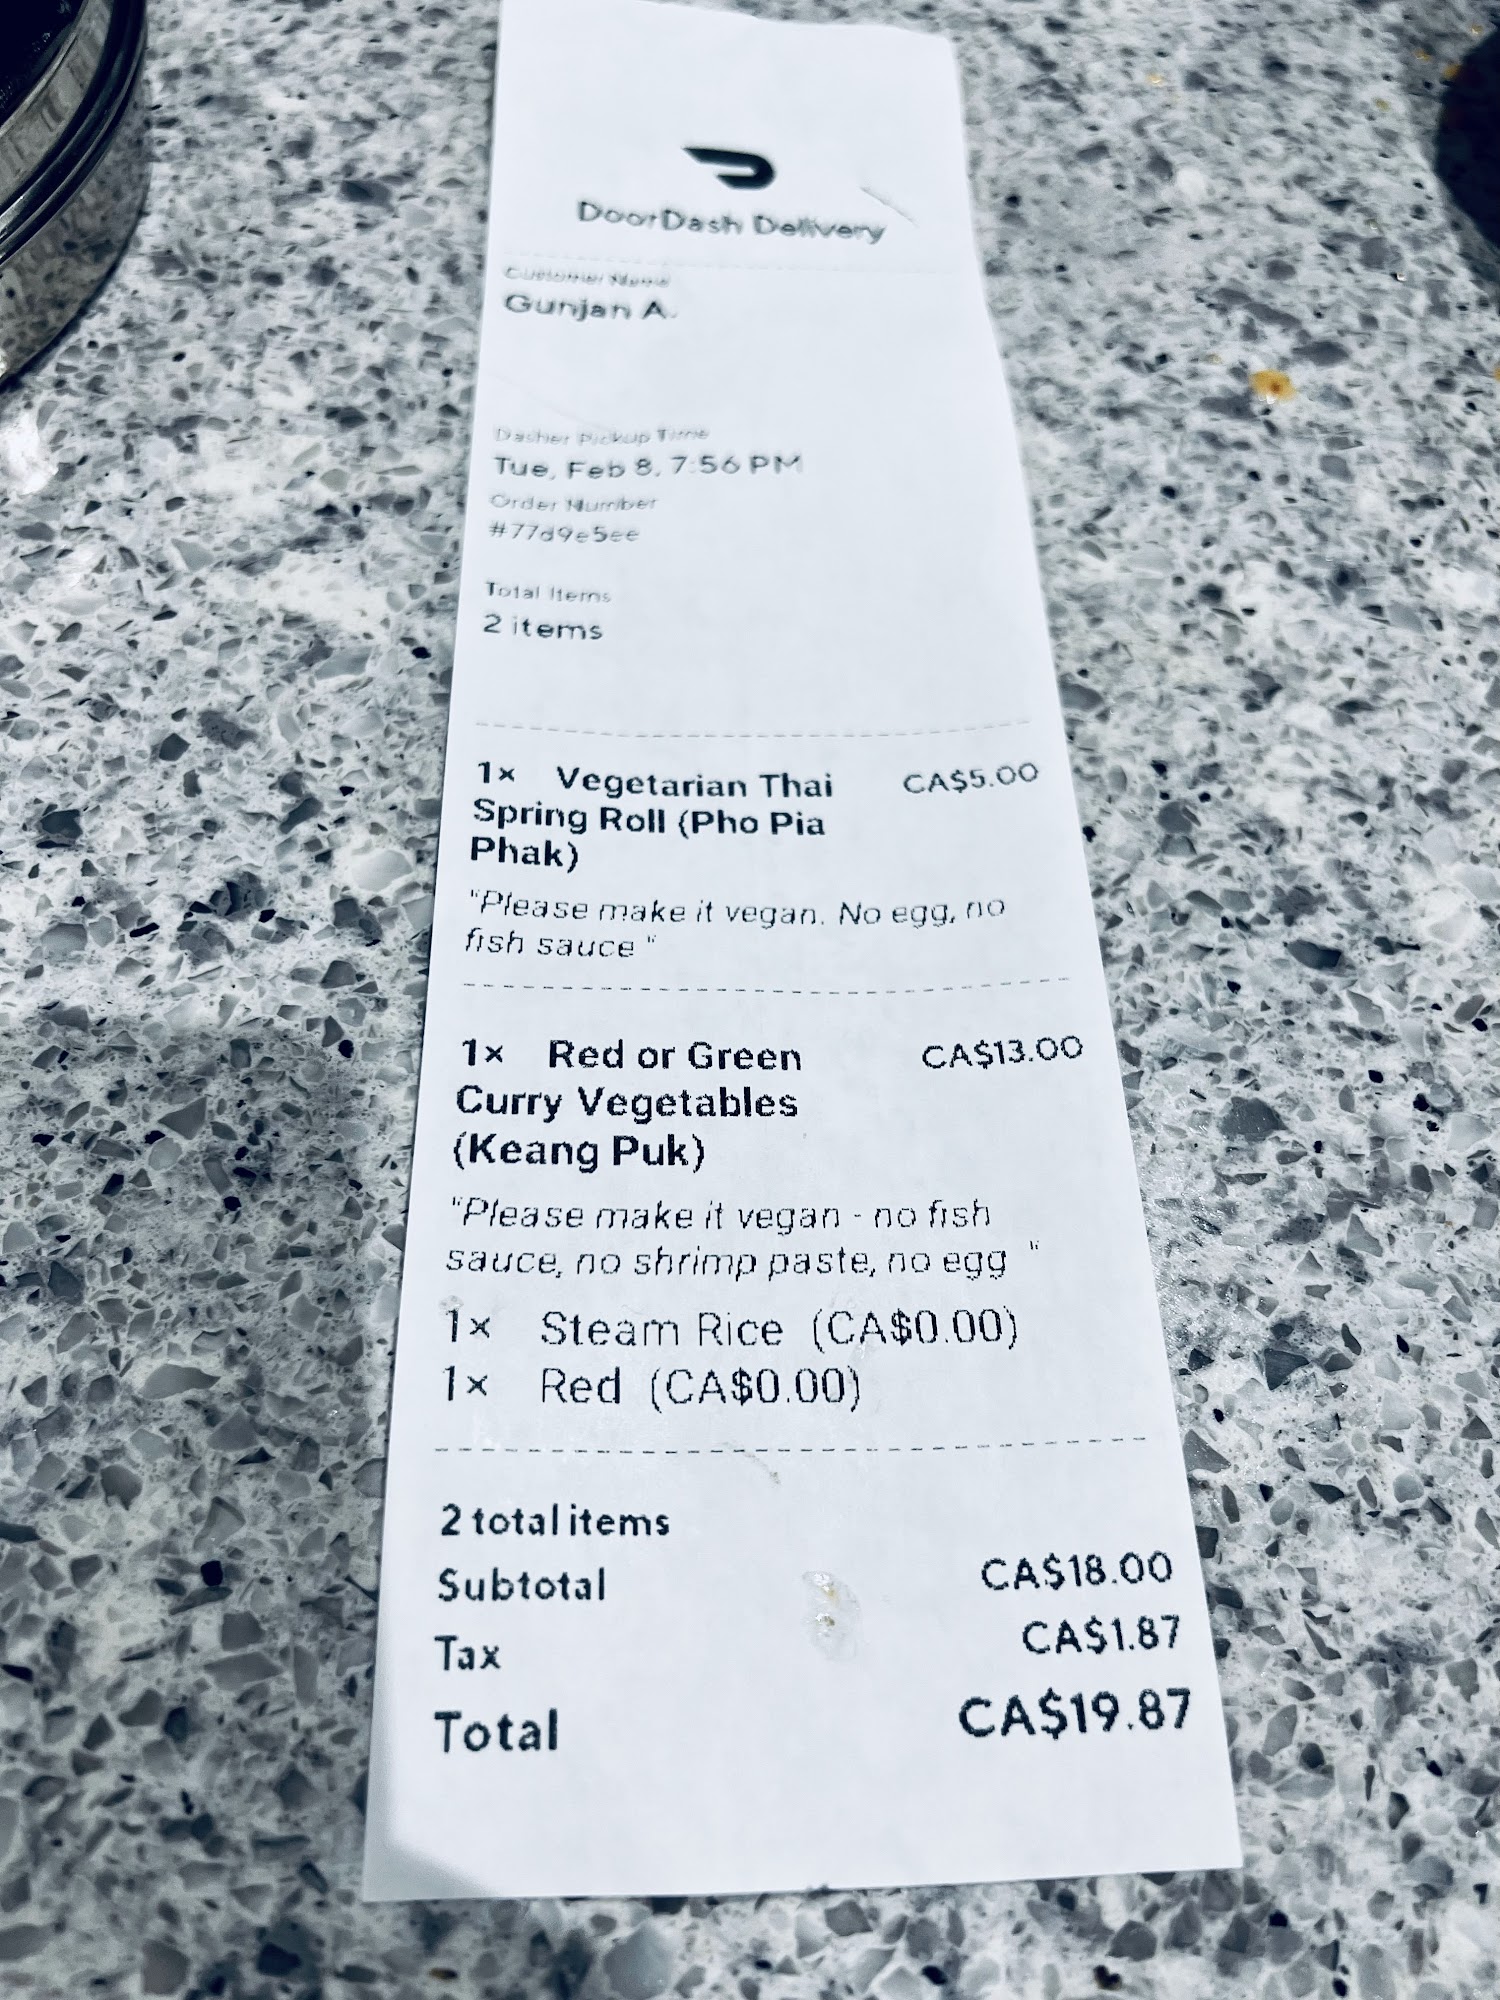 DoorDash Delivery
Customer Name
Gunjan A.
Dasher Pickup Time
Tue, Feb 8, 7:56 PM
Order Number
#77d9e5ee
Total Items
2 items
1× Vegetarian Thai CA$5.00
Spring Roll (Pho Pia
Phak)
"Please make it vegan. No egg, no
fish sauce "
1× Red or Green CA$13.00
Curry Vegetables
(Keang Puk)
"Please make it vegan - no fish
sauce, no shrimp paste, no egg "
1× Steam Rice (CA$0.00)
1× Red (CA$0.00)
2 total items
Subtotal CA$18.00
Tax CA$1.87
Total CA$19.87